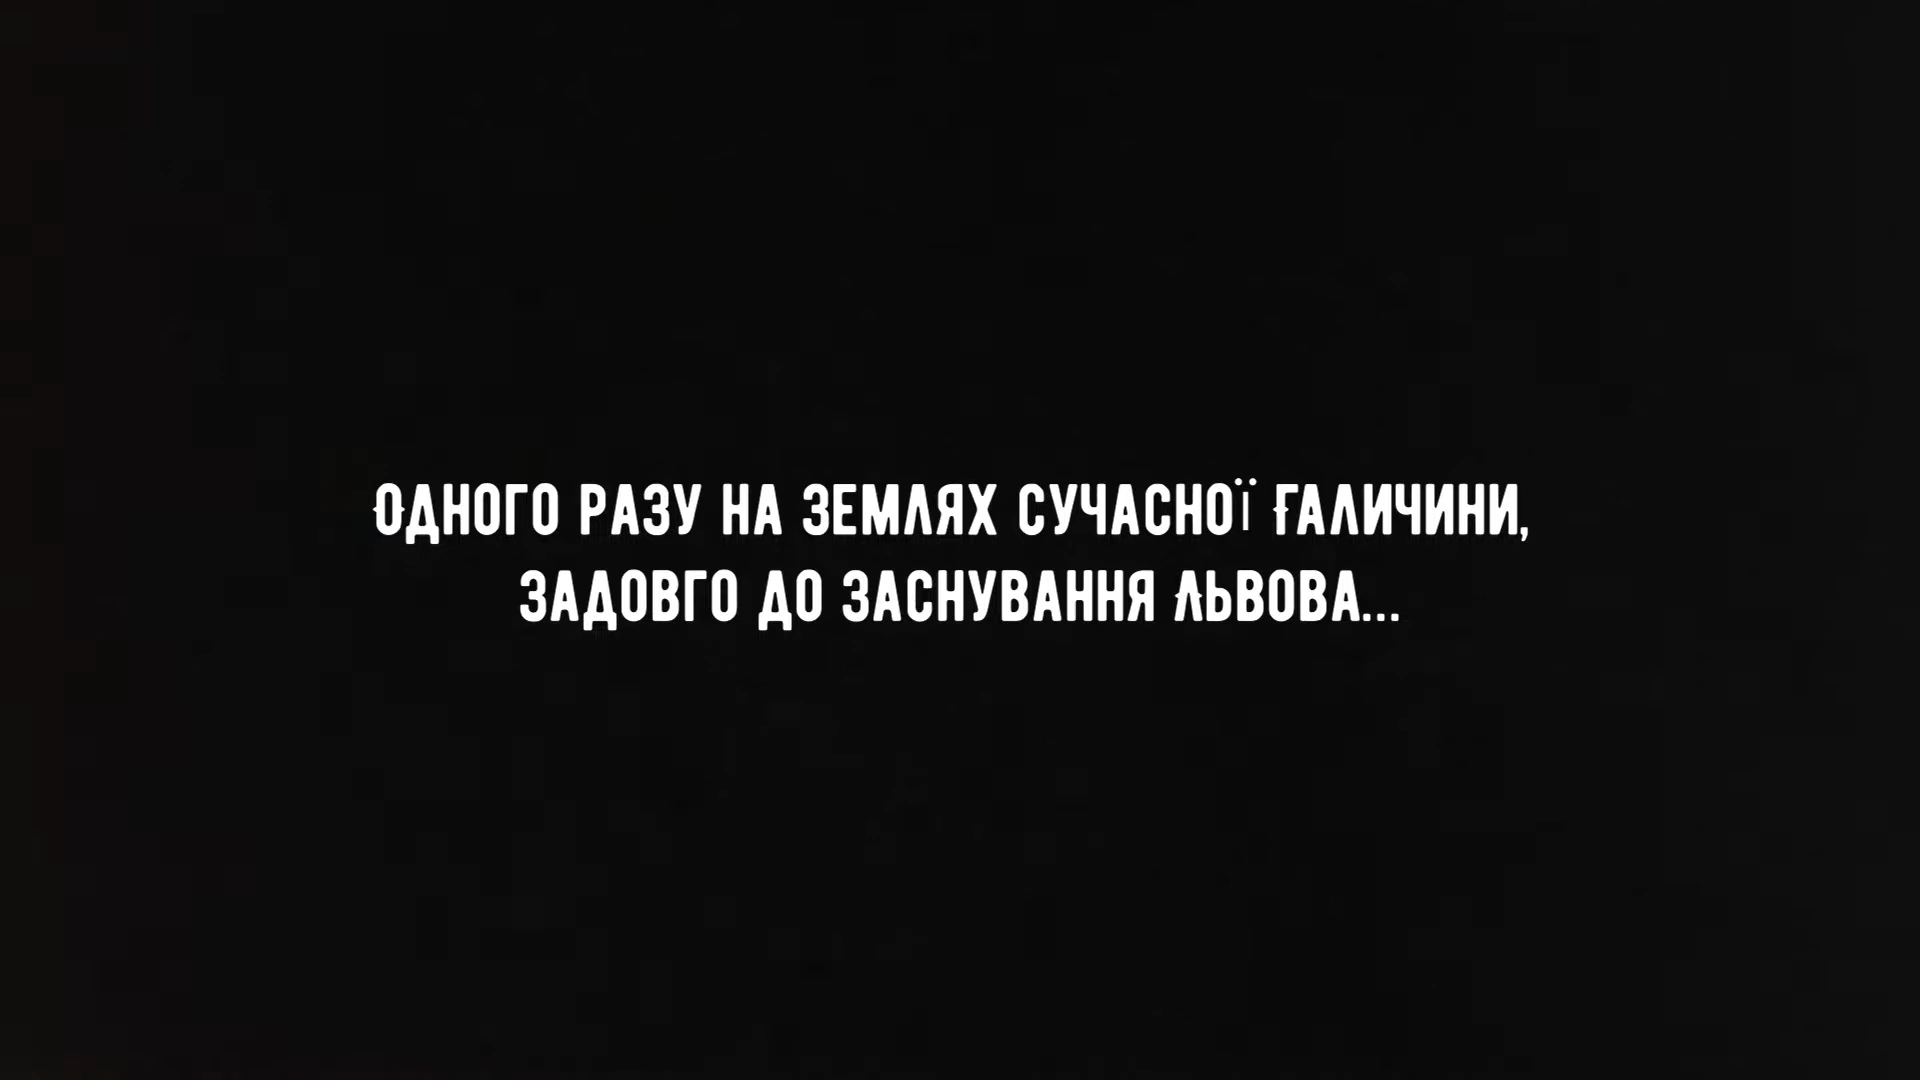 Одного разу на землях сучасної Галичини,
задовго до заснування Львова...